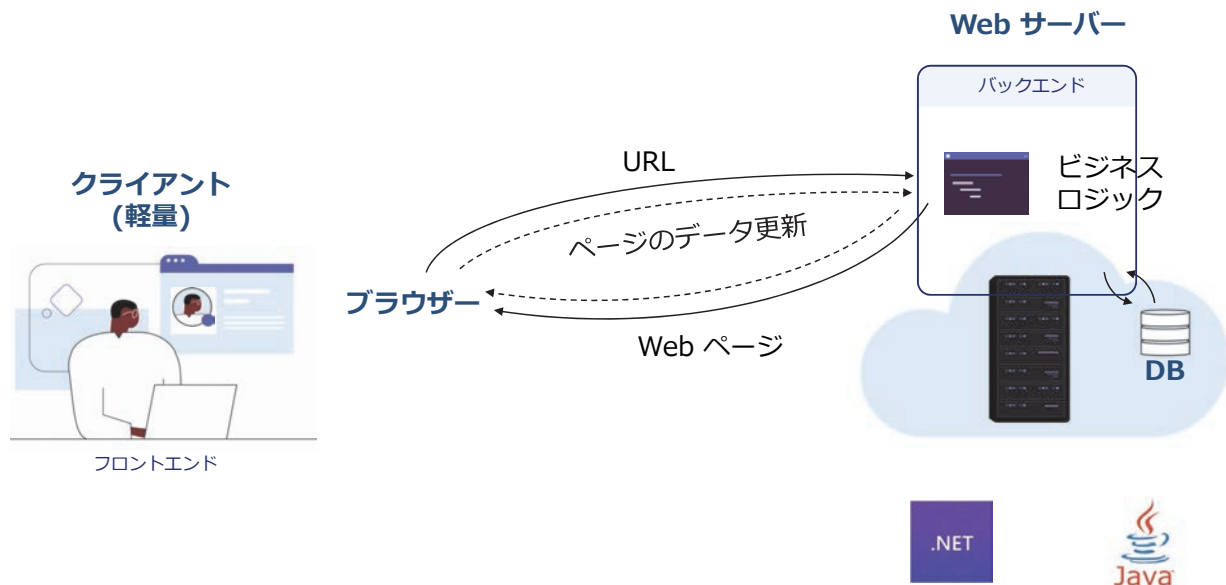 Web サーバー
バックエンド
ビジネス
ロジック
URL
ページのデータ更新
クライアント
(軽量)
ブラウザー
Web ページ
DB
フロントエンド
.NET
Java